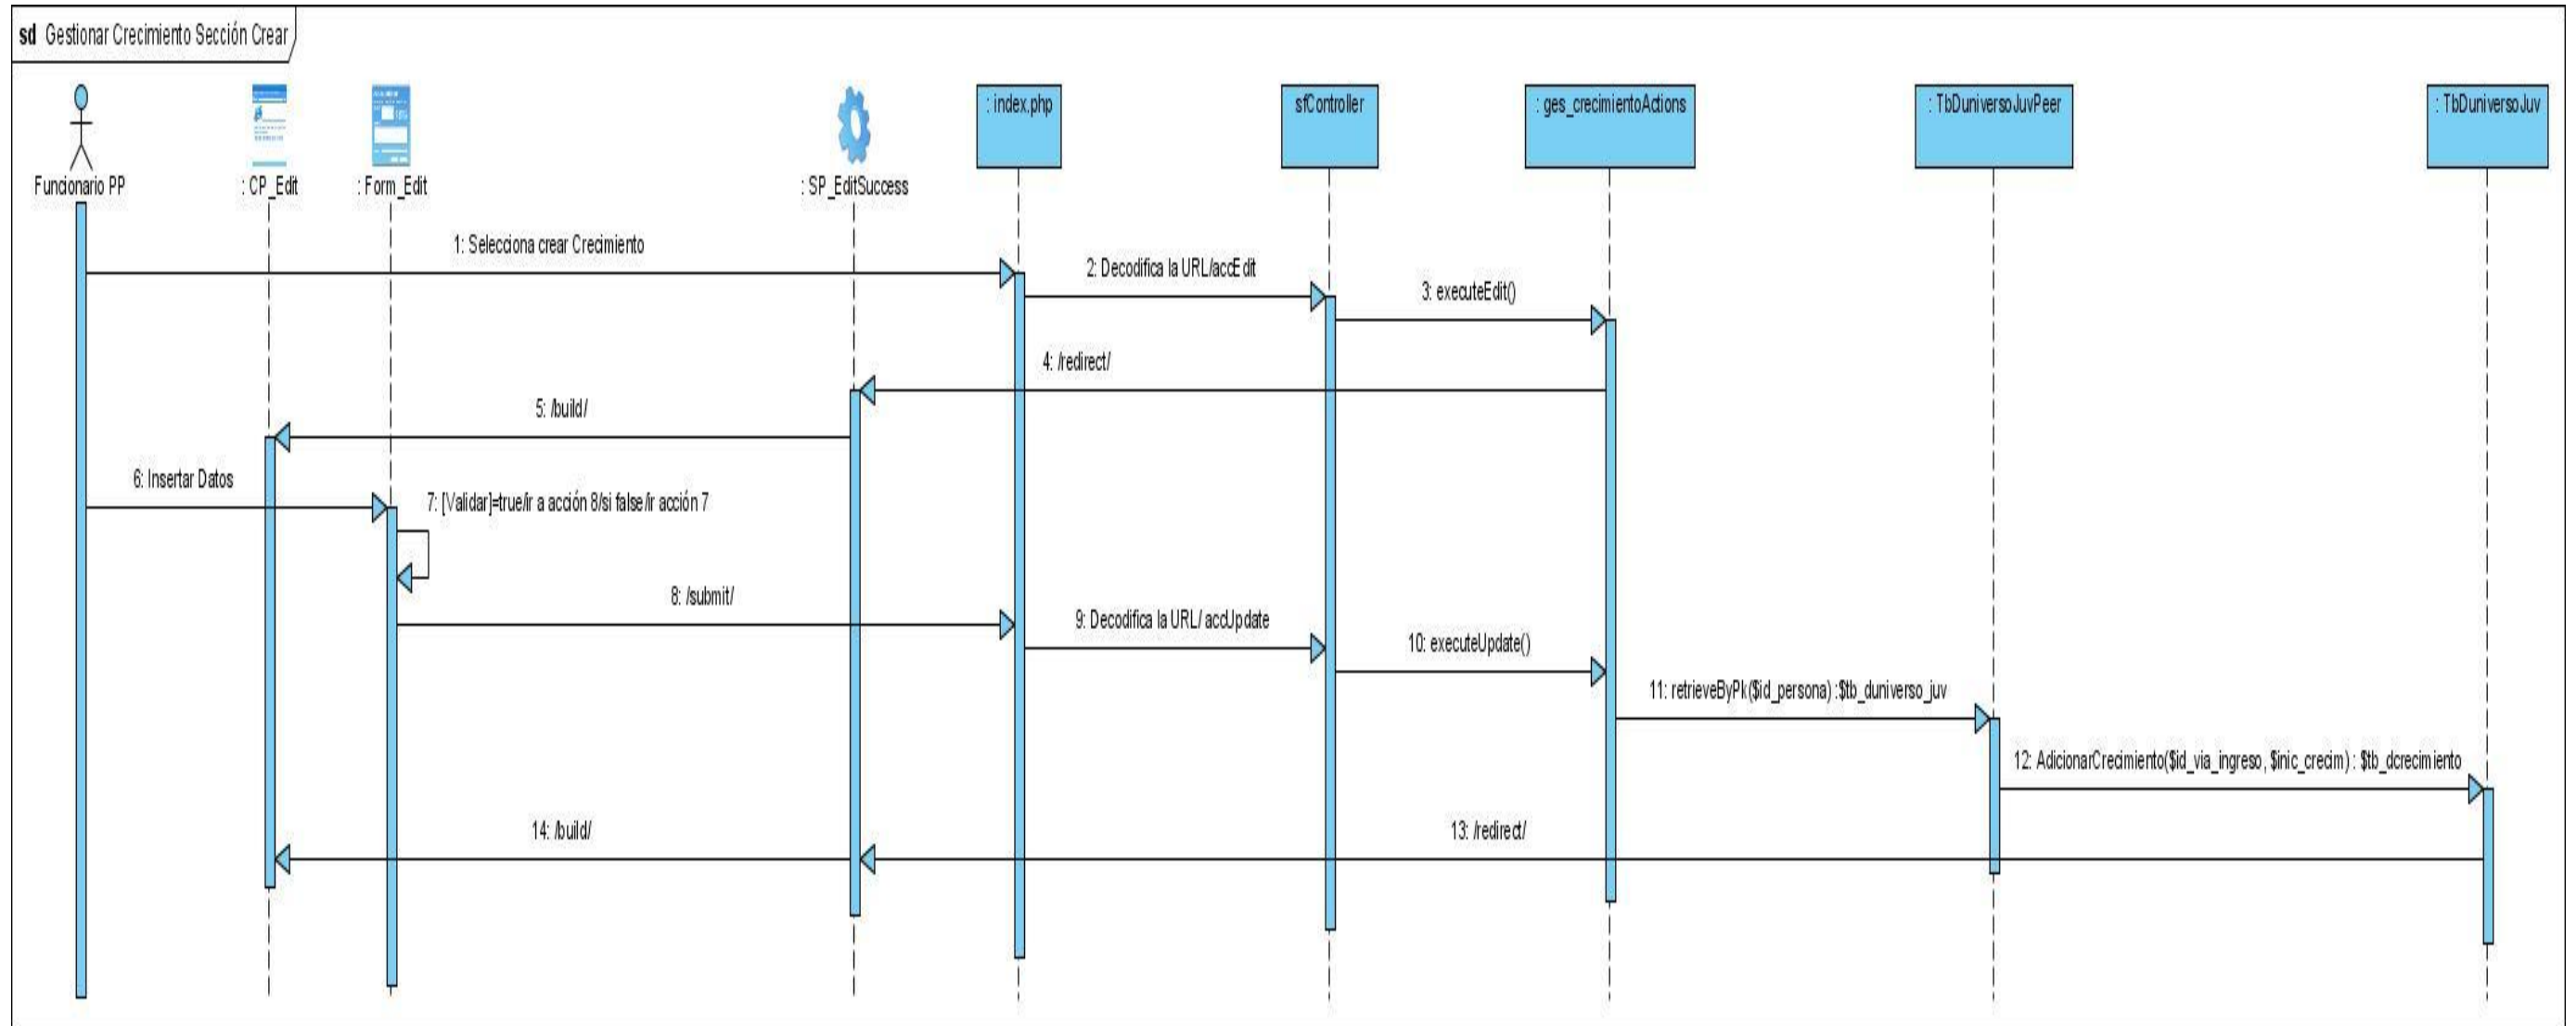 sd Gestionar Crecimiento Sección Crear
Funcionario PP
: CP_Edit
: Form_Edit
: SP_EditSuccess
: index.php
sfController
: ges_crecimientoActions
: TbDuniversoJuvPeer
: TbDuniversoJuv
1: Selecciona crear Crecimiento
2: Decodifica la URL/accEdit
3: executeEdit()
4: /redirect/
5: /build/
6: Insertar Datos
7: [Validar]=true/ir a acción 8/si false/ir acción 7
8: /submit/
9: Decodifica la URL/ accUpdate
10: executeUpdate()
11: retrieveByPk($id_persona) :$tb_duniverso_juv
12: AdicionarCrecimiento($id_via_ingreso, $inic_crecim) : $tb_dcrecimiento
13: /redirect/
14: /build/